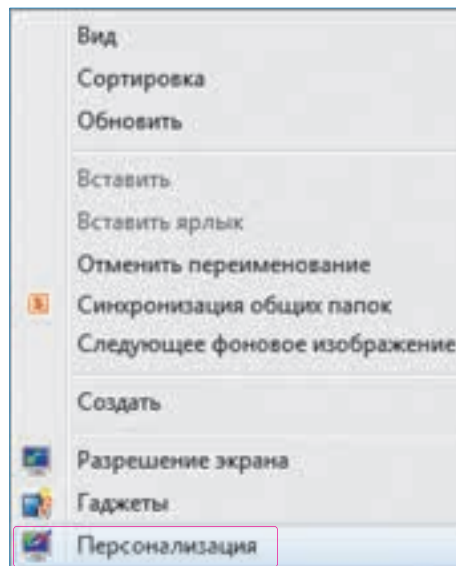 Вид
Сортировка
Обновить
Вставить
Вставить ярлык
Отменить переименование
Синхронизация общих папок
Следующее фоновое изображение
Создать
Разрешение экрана
Гаджеты
Персонализация